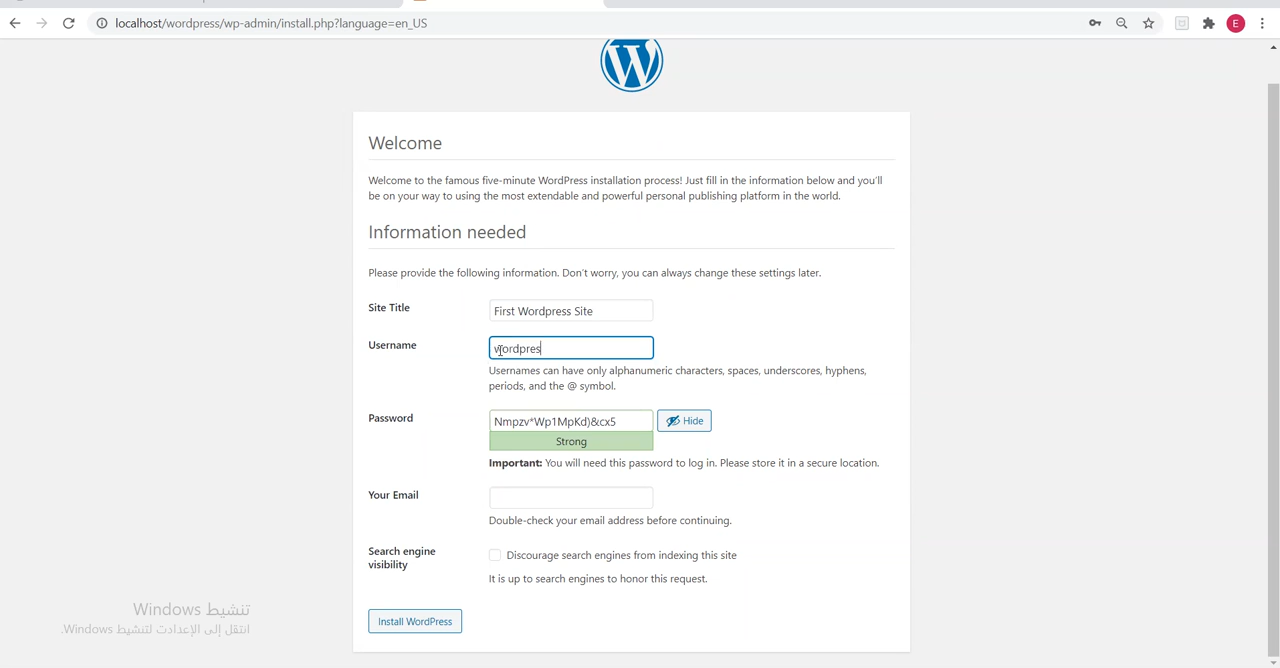 localhost/wordpress/wp-admin/install.php?language=en_US
E
Welcome
Welcome to the famous five-minute WordPress installation process! Just fill in the information below and you'll
be on your way to using the most extendable and powerful personal publishing platform in the world.
Information needed
Please provide the following information. Don't worry, you can always change these settings later.
Site Title
First Wordpress Site
Username
wordpres
Usernames can have only alphanumeric characters, spaces, underscores, hyphens,
periods, and the @ symbol.
Password
Nmpzv*Wp1MpKd)&cx5
Hide
Strong
Important: You will need this password to log in. Please store it in a secure location.
Your Email
Double-check your email address before continuing.
Search engine
visibility
Discourage search engines from indexing this site
It is up to search engines to honor this request.
Install WordPress
تنشيط Windows
انتقل إلى الإعدادت لتنشيط Windows.